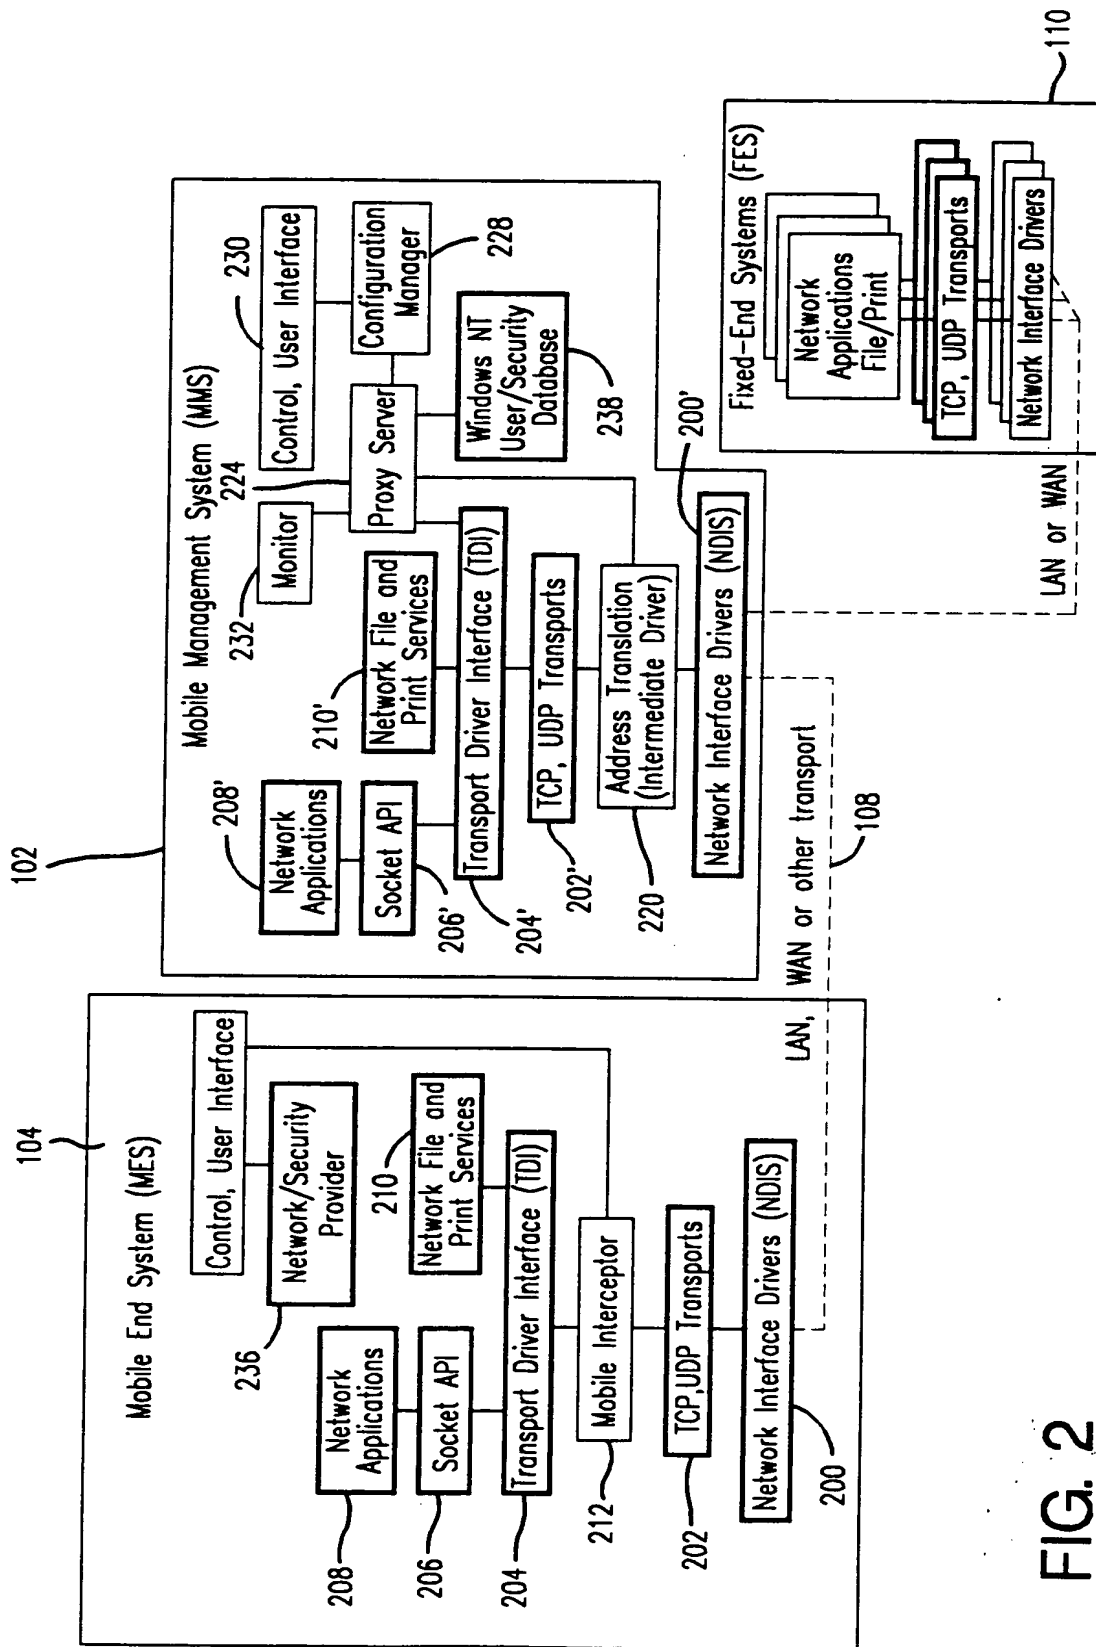 104
Mobile End System (MES)
Control, User Interface
Network/Security
Provider
236
210
Network File and
Print Services
Network
Applications
208
Socket API
206
Transport Driver Interface (TDI)
204
Mobile Interceptor
212
TCP,UDP Transports
202
Network Interface Drivers (NDIS)
200
LAN, WAN or other transport
108
102
Mobile Management System (MMS)
230
Control, User Interface
Configuration
Manager
228
224
Monitor
232
Proxy Server
Windows NT
User/Security
Database
238
210'
Network File and
Print Services
208'
Network
Applications
Socket API
206'
Transport Driver Interface (TDI)
204'
TCP, UDP Transports
202'
Address Translation
(Intermediate Driver)
220
200'
Network Interface Drivers (NDIS)
LAN or WAN
Fixed-End Systems (FES)
110
Network
Applications
File/Print
TCP, UDP Transports
Network Interface Drivers
FIG. 2